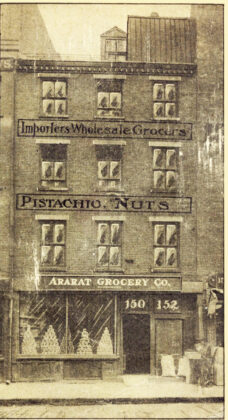 Importers Wholesale Grocers
PISTACHIO. NUTS
ARARAT GROCERY CO.
150 152